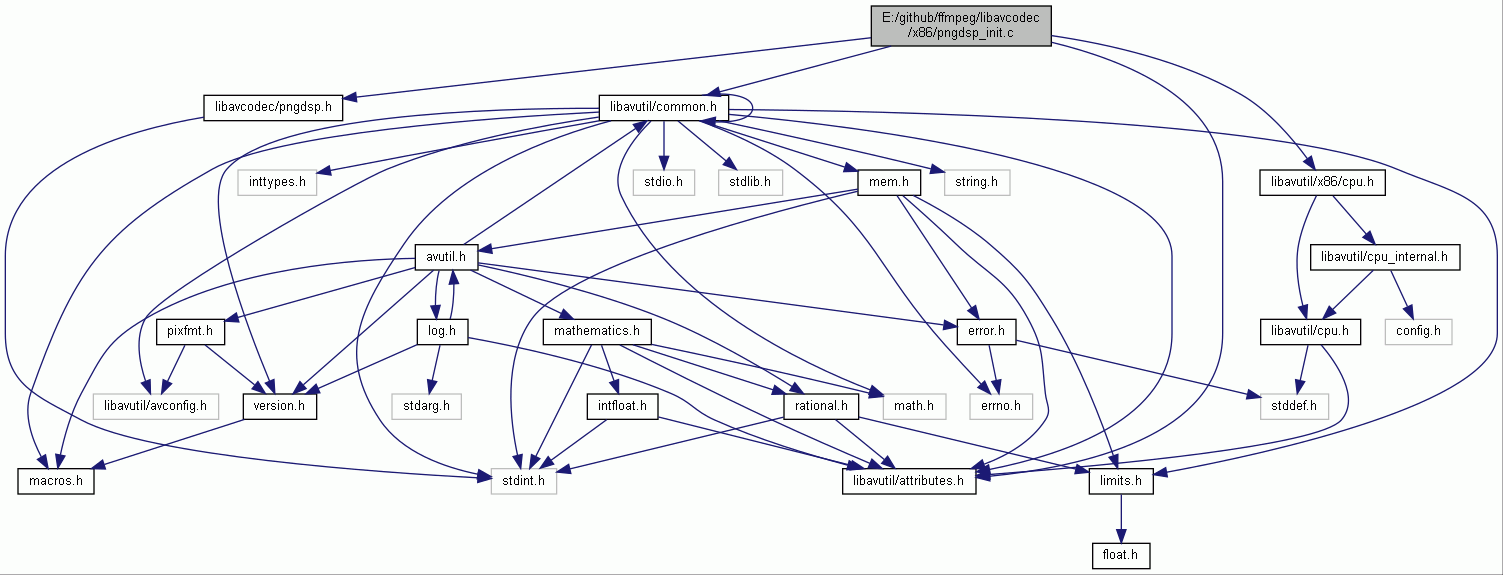 E:/github/ffmpeg/libavcodec
/x86/pngdsp_init.c
libavcodec/pngdsp.h
libavutil/common.h
inttypes.h
stdio.h
stdlib.h
mem.h
string.h
libavutil/x86/cpu.h
avutil.h
libavutil/cpu_internal.h
pixfmt.h
log.h
mathematics.h
error.h
libavutil/cpu.h
config.h
libavutil/avconfig.h
version.h
stdarg.h
intfloat.h
rational.h
math.h
errno.h
stddef.h
macros.h
stdint.h
libavutil/attributes.h
limits.h
float.h